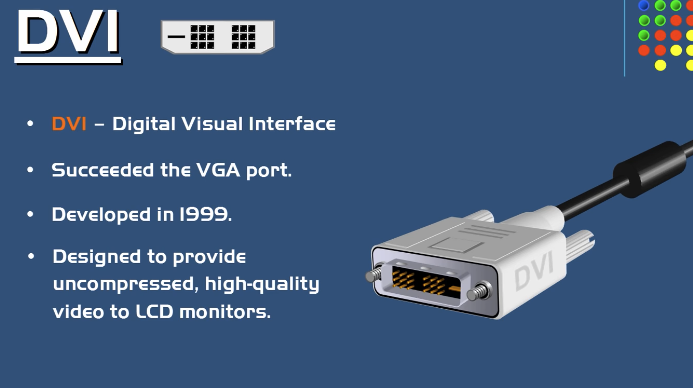 DVI
• DVI – Digital Visual Interface
• Succeeded the VGA port.
• Developed in 1999.
• Designed to provide
uncompressed, high-quality
video to LCD monitors.
DVI